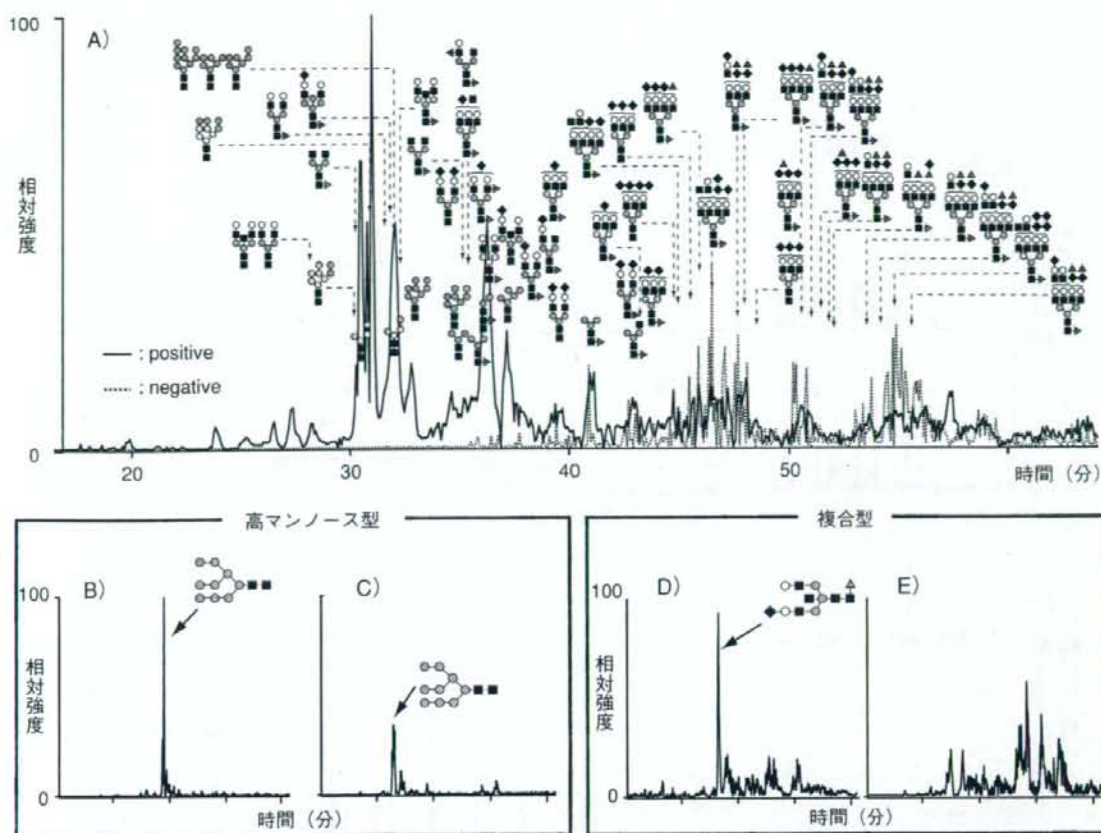 A)
100
相対強度
— : positive
┈┈ : negative
0
20
30
40
50
時間（分）
高マンノース型
B)
C)
100
相対強度
0
時間（分）
複合型
D)
E)
100
相対強度
0
時間（分）